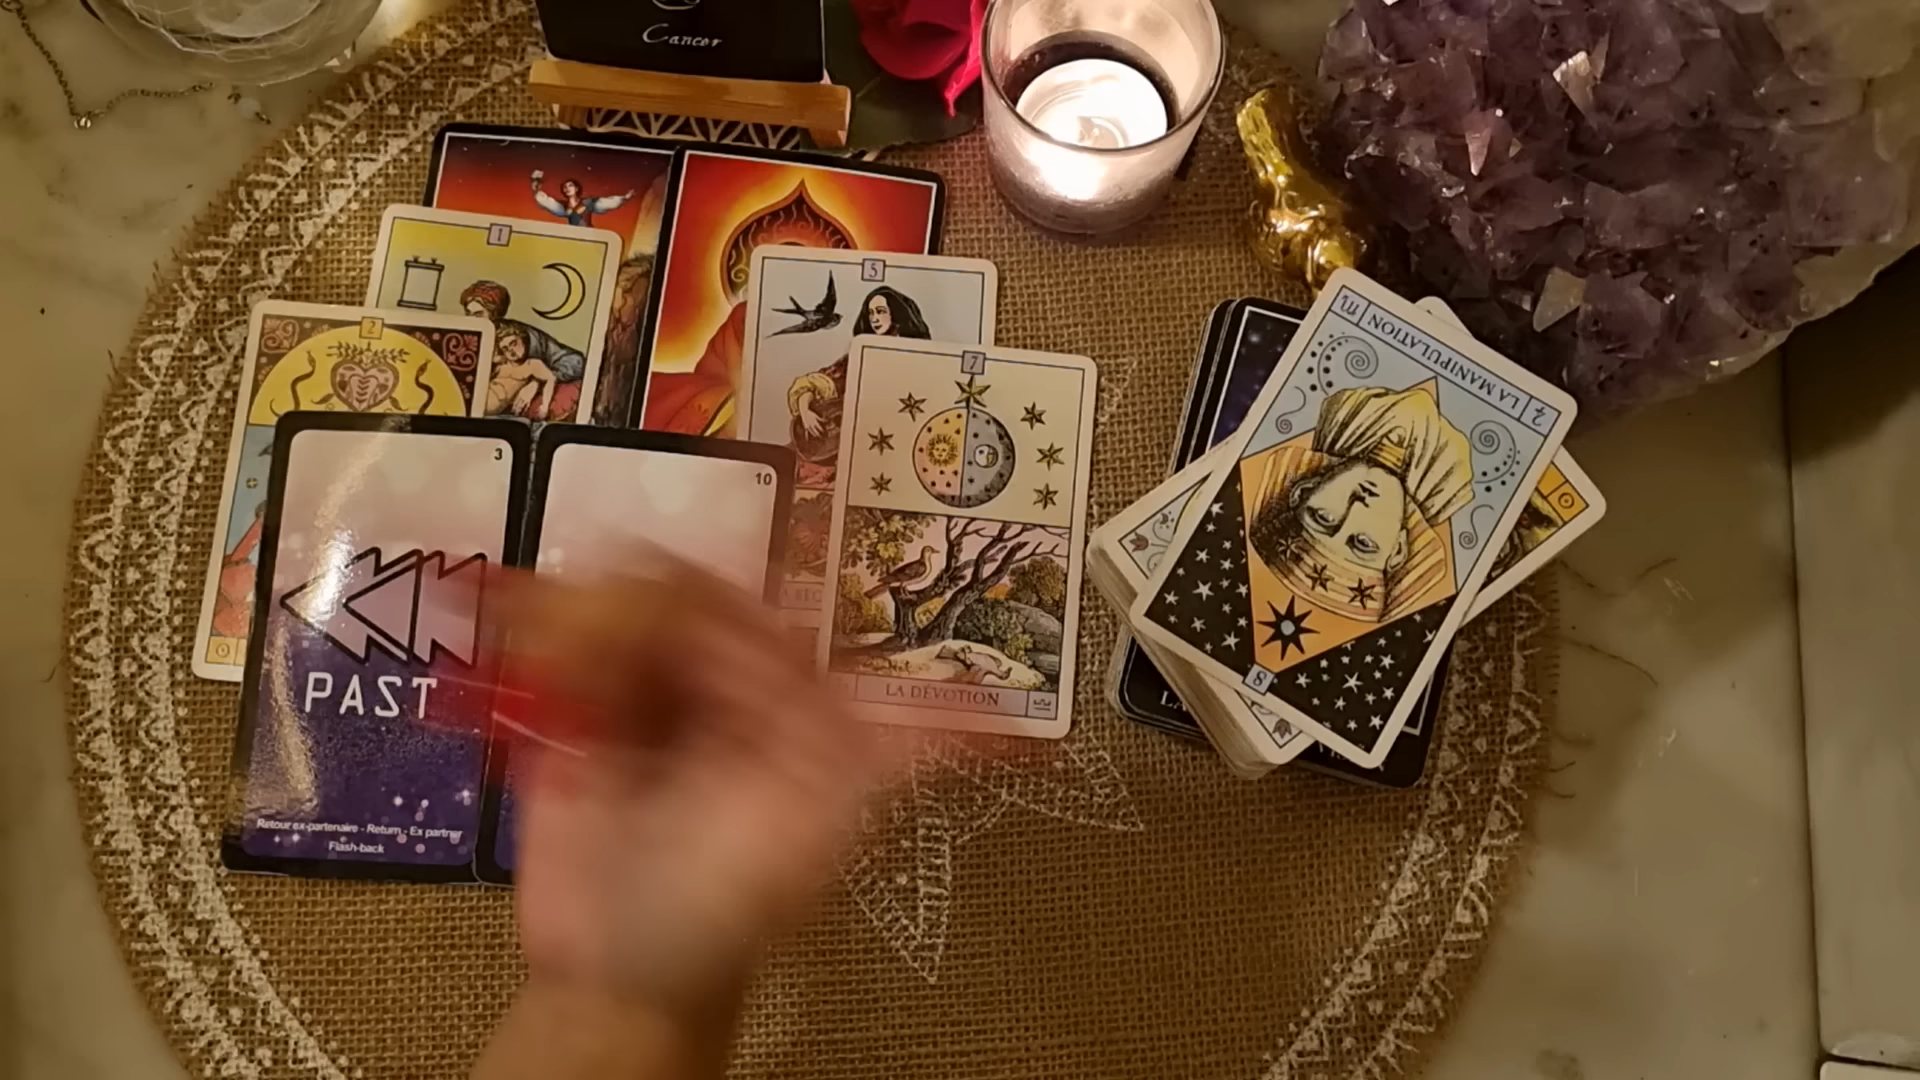 Cancer
1
5
2
7
3
10
LA MANIPULATION
PAST
LA DÉVOTION
8
Retour ex-partenaire - Return - Ex partner
Flash-back